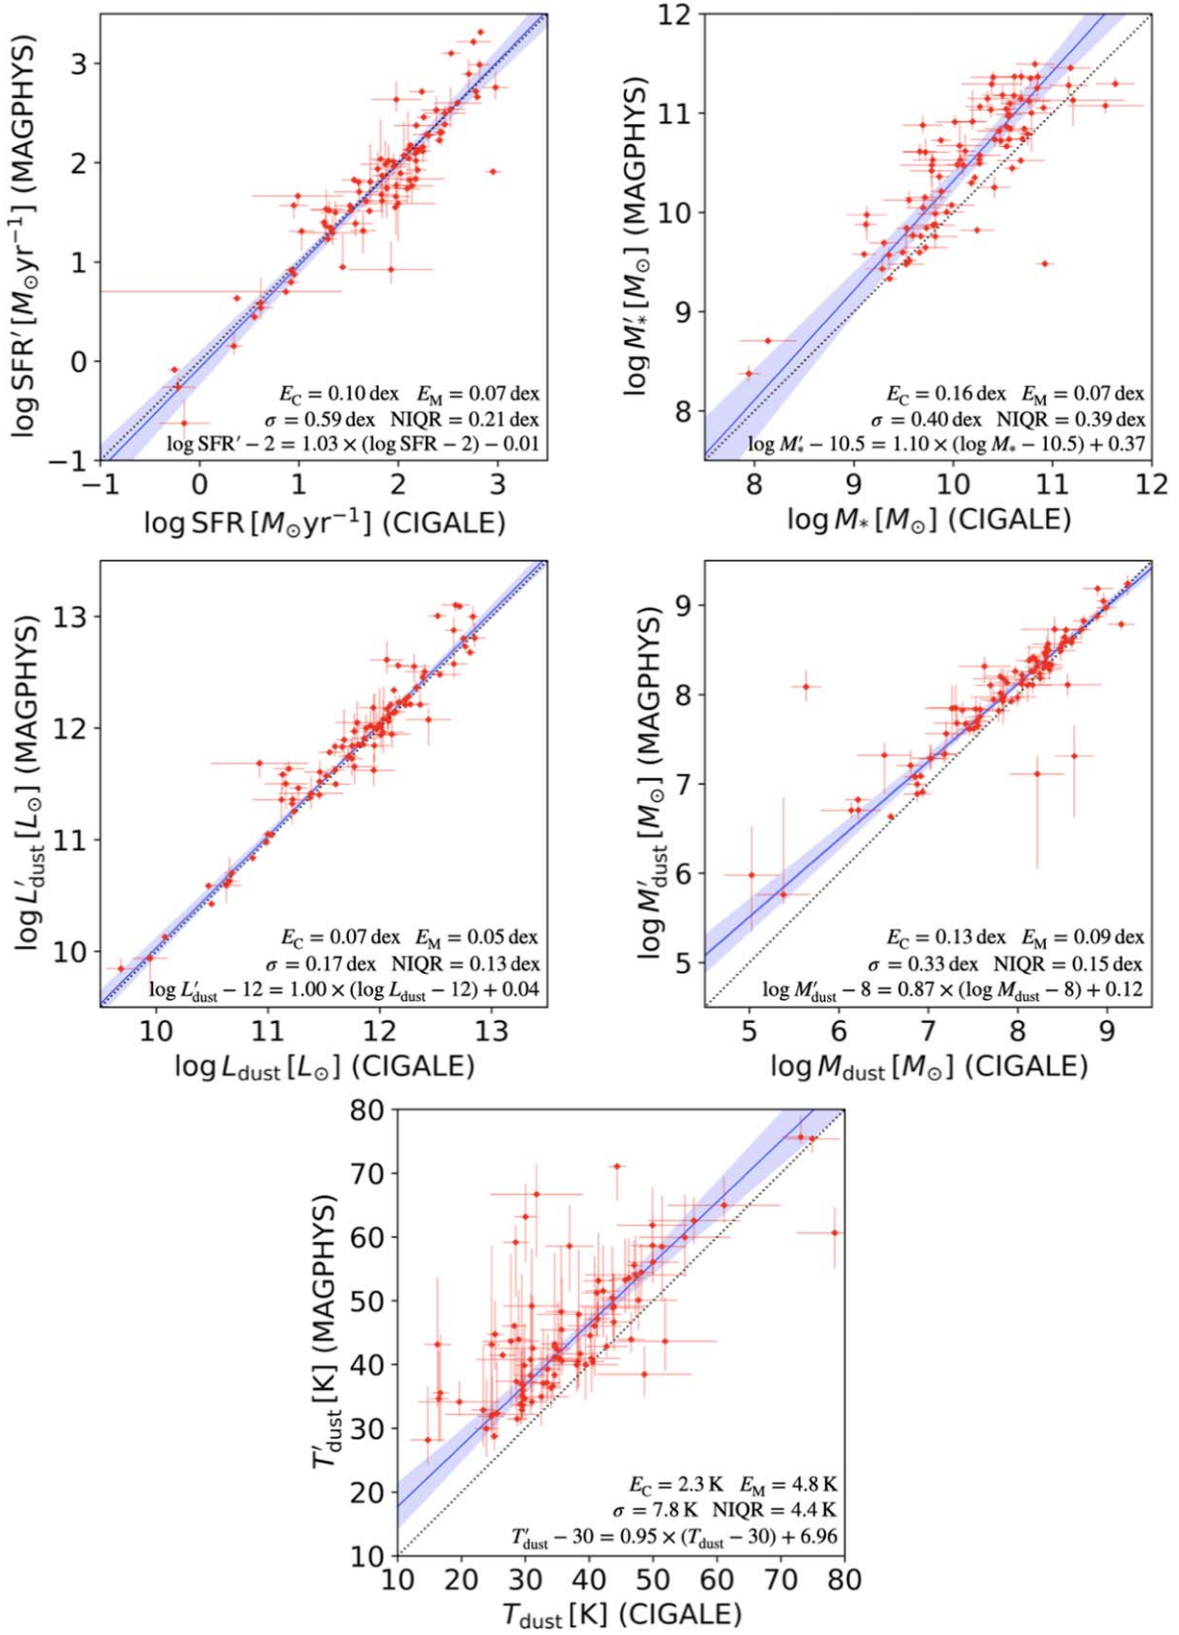 3
2
1
0
−1
log SFR′ [M⊙yr−1] (MAGPHYS)
EC = 0.10 dex EM = 0.07 dex
σ = 0.59 dex NIQR = 0.21 dex
log SFR′ − 2 = 1.03 × (log SFR − 2) − 0.01
−1 0 1 2 3
log SFR [M⊙yr−1] (CIGALE)
12
11
10
9
8
log M′* [M⊙] (MAGPHYS)
EC = 0.16 dex EM = 0.07 dex
σ = 0.40 dex NIQR = 0.39 dex
log M′* − 10.5 = 1.10 × (log M* − 10.5) + 0.37
8 9 10 11 12
log M* [M⊙] (CIGALE)
13
12
11
10
log L′dust [L⊙] (MAGPHYS)
EC = 0.07 dex EM = 0.05 dex
σ = 0.17 dex NIQR = 0.13 dex
log L′dust − 12 = 1.00 × (log Ldust − 12) + 0.04
10 11 12 13
log Ldust [L⊙] (CIGALE)
9
8
7
6
5
log M′dust [M⊙] (MAGPHYS)
EC = 0.13 dex EM = 0.09 dex
σ = 0.33 dex NIQR = 0.15 dex
log M′dust − 8 = 0.87 × (log Mdust − 8) + 0.12
5 6 7 8 9
log Mdust [M⊙] (CIGALE)
80
70
60
50
40
30
20
10
T′dust [K] (MAGPHYS)
EC = 2.3 K EM = 4.8 K
σ = 7.8 K NIQR = 4.4 K
T′dust − 30 = 0.95 × (Tdust − 30) + 6.96
10 20 30 40 50 60 70 80
Tdust [K] (CIGALE)